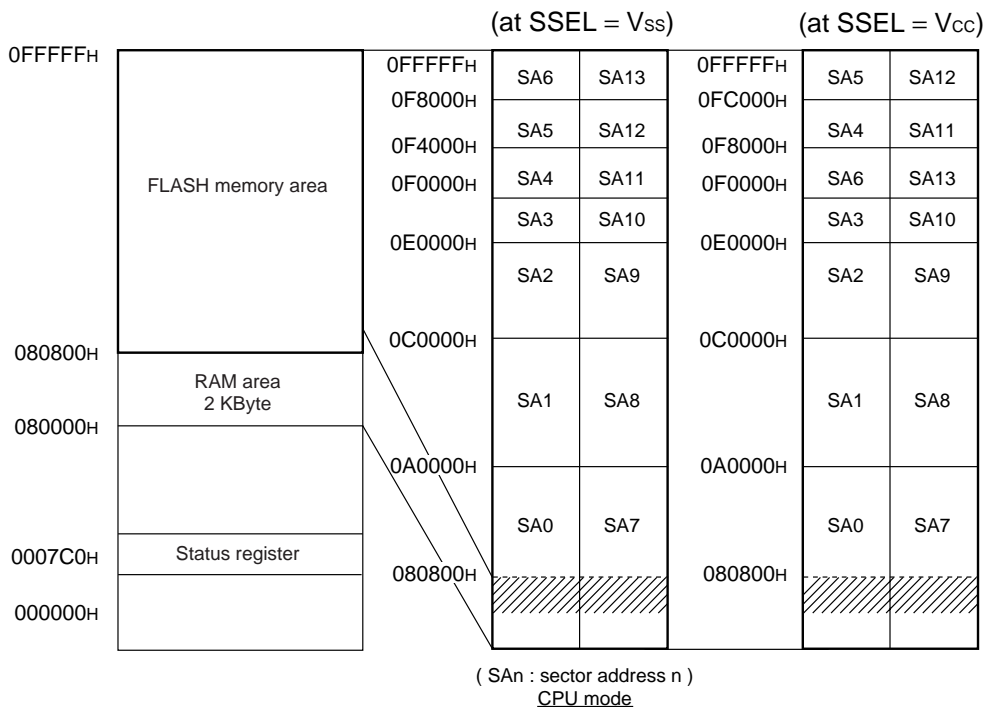 (at SSEL = VSS)
(at SSEL = VCC)
0FFFFFH
FLASH memory area
080800H
RAM area
2 KByte
080000H
0007C0H
Status register
000000H
0FFFFFH
SA6 SA13
0F8000H
SA5 SA12
0F4000H
0F0000H
SA4 SA11
SA3 SA10
0E0000H
SA2 SA9
0C0000H
SA1 SA8
0A0000H
SA0 SA7
080800H
0FFFFFH
SA5 SA12
0FC000H
SA4 SA11
0F8000H
0F0000H
SA6 SA13
SA3 SA10
0E0000H
SA2 SA9
0C0000H
SA1 SA8
0A0000H
SA0 SA7
080800H
( SAn : sector address n )
CPU mode